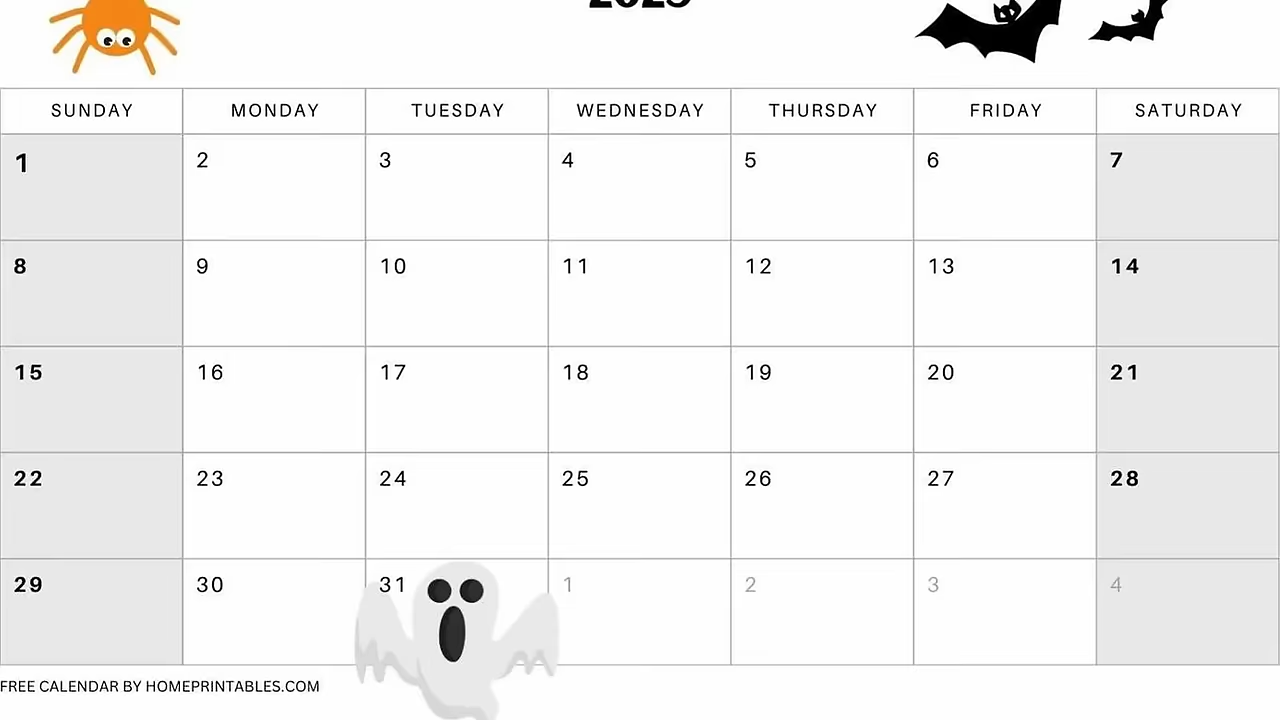 SUNDAY MONDAY TUESDAY WEDNESDAY THURSDAY FRIDAY SATURDAY
1 2 3 4 5 6 7
8 9 10 11 12 13 14
15 16 17 18 19 20 21
22 23 24 25 26 27 28
29 30 31 1 2 3 4
FREE CALENDAR BY HOMEPRINTABLES.COM